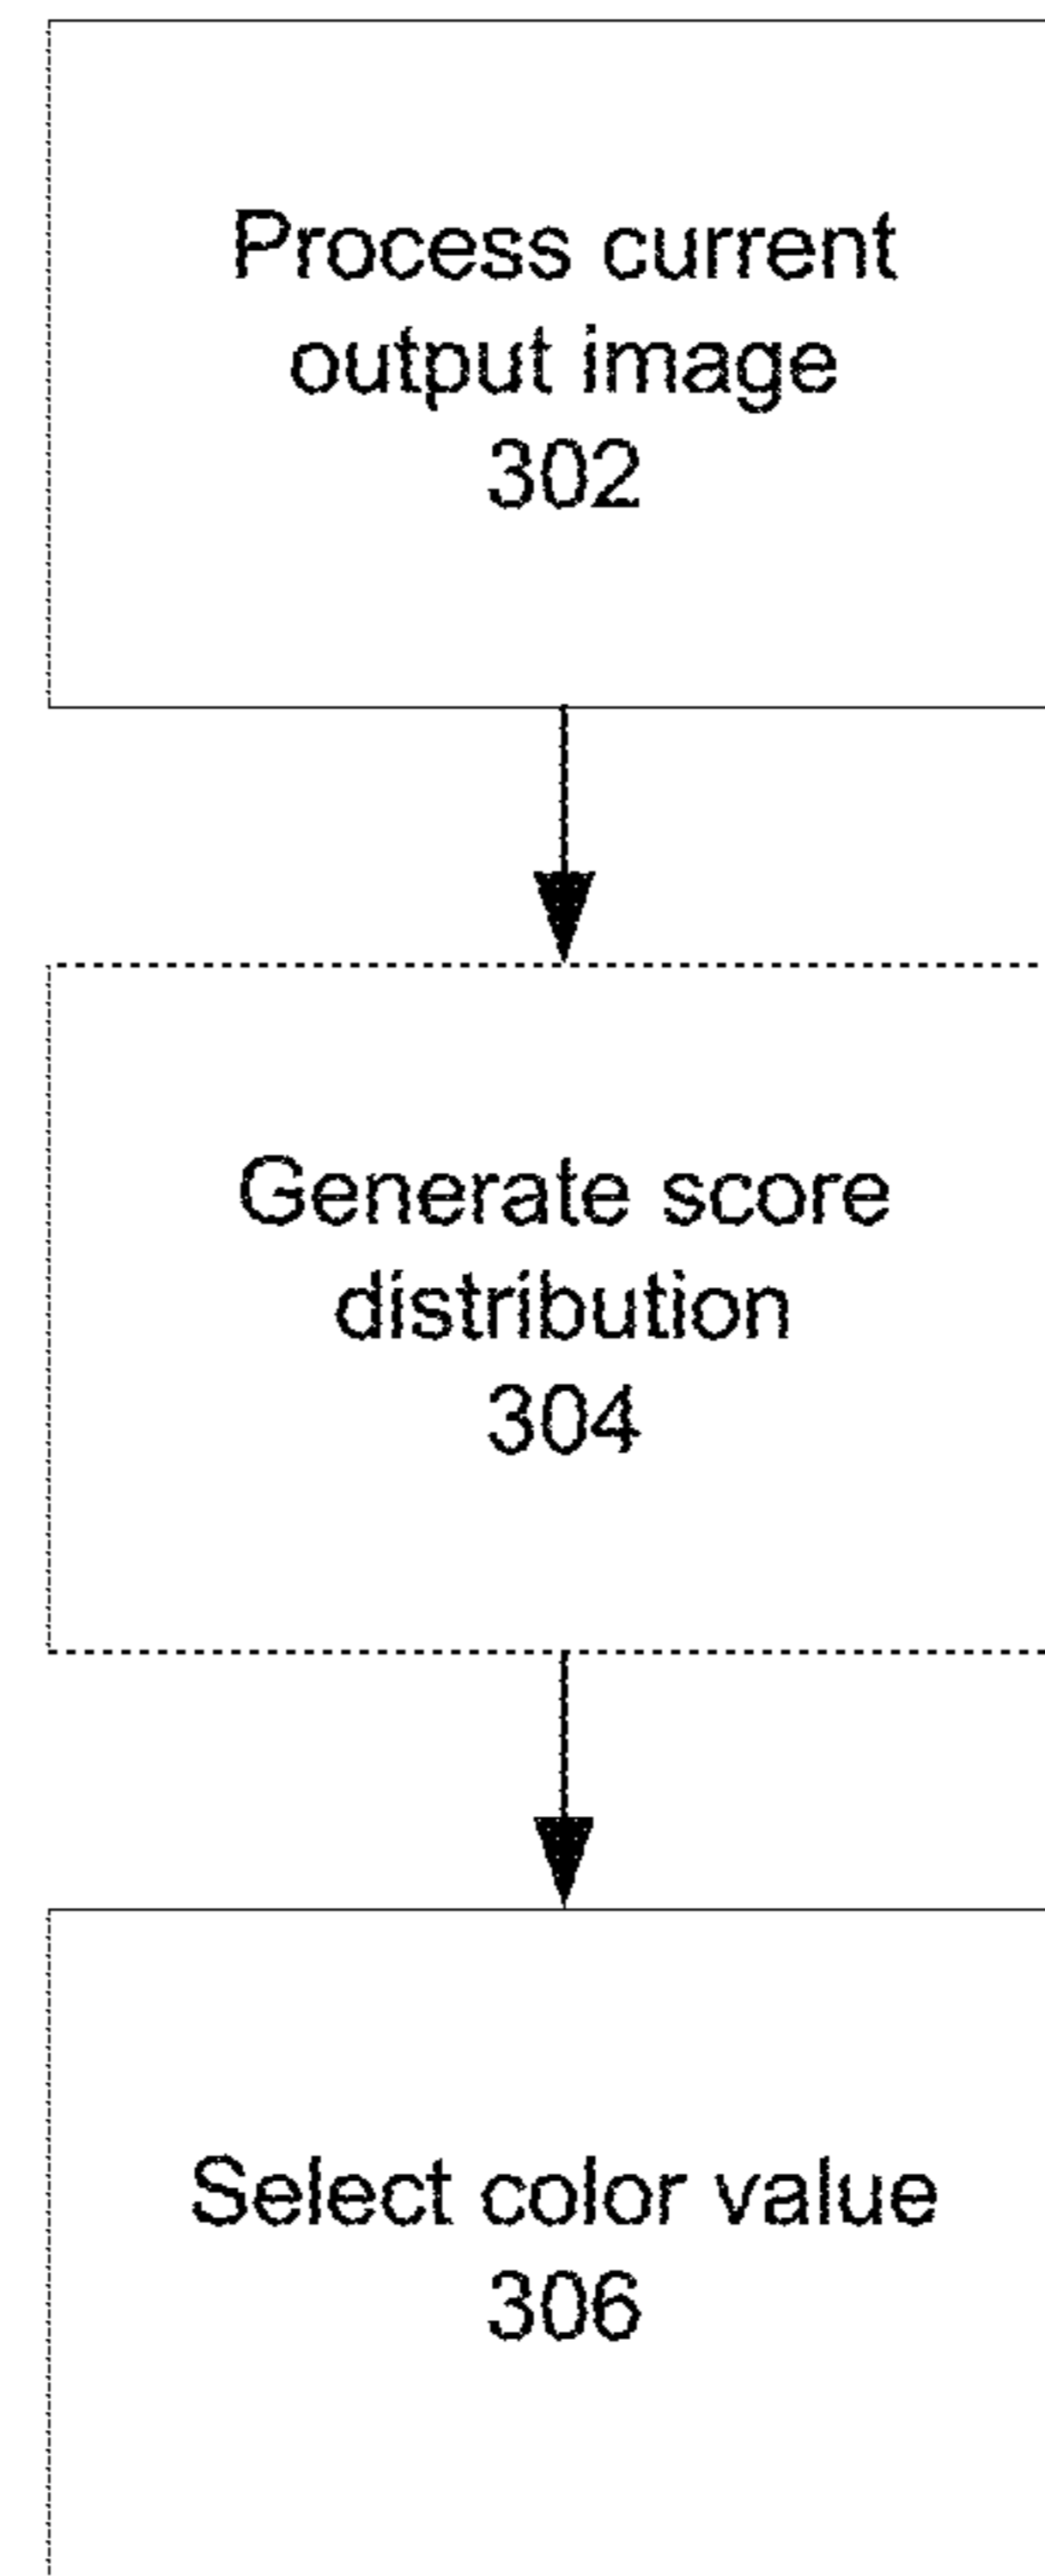 Process current
output image
302
Generate score
distribution
304
Select color value
306